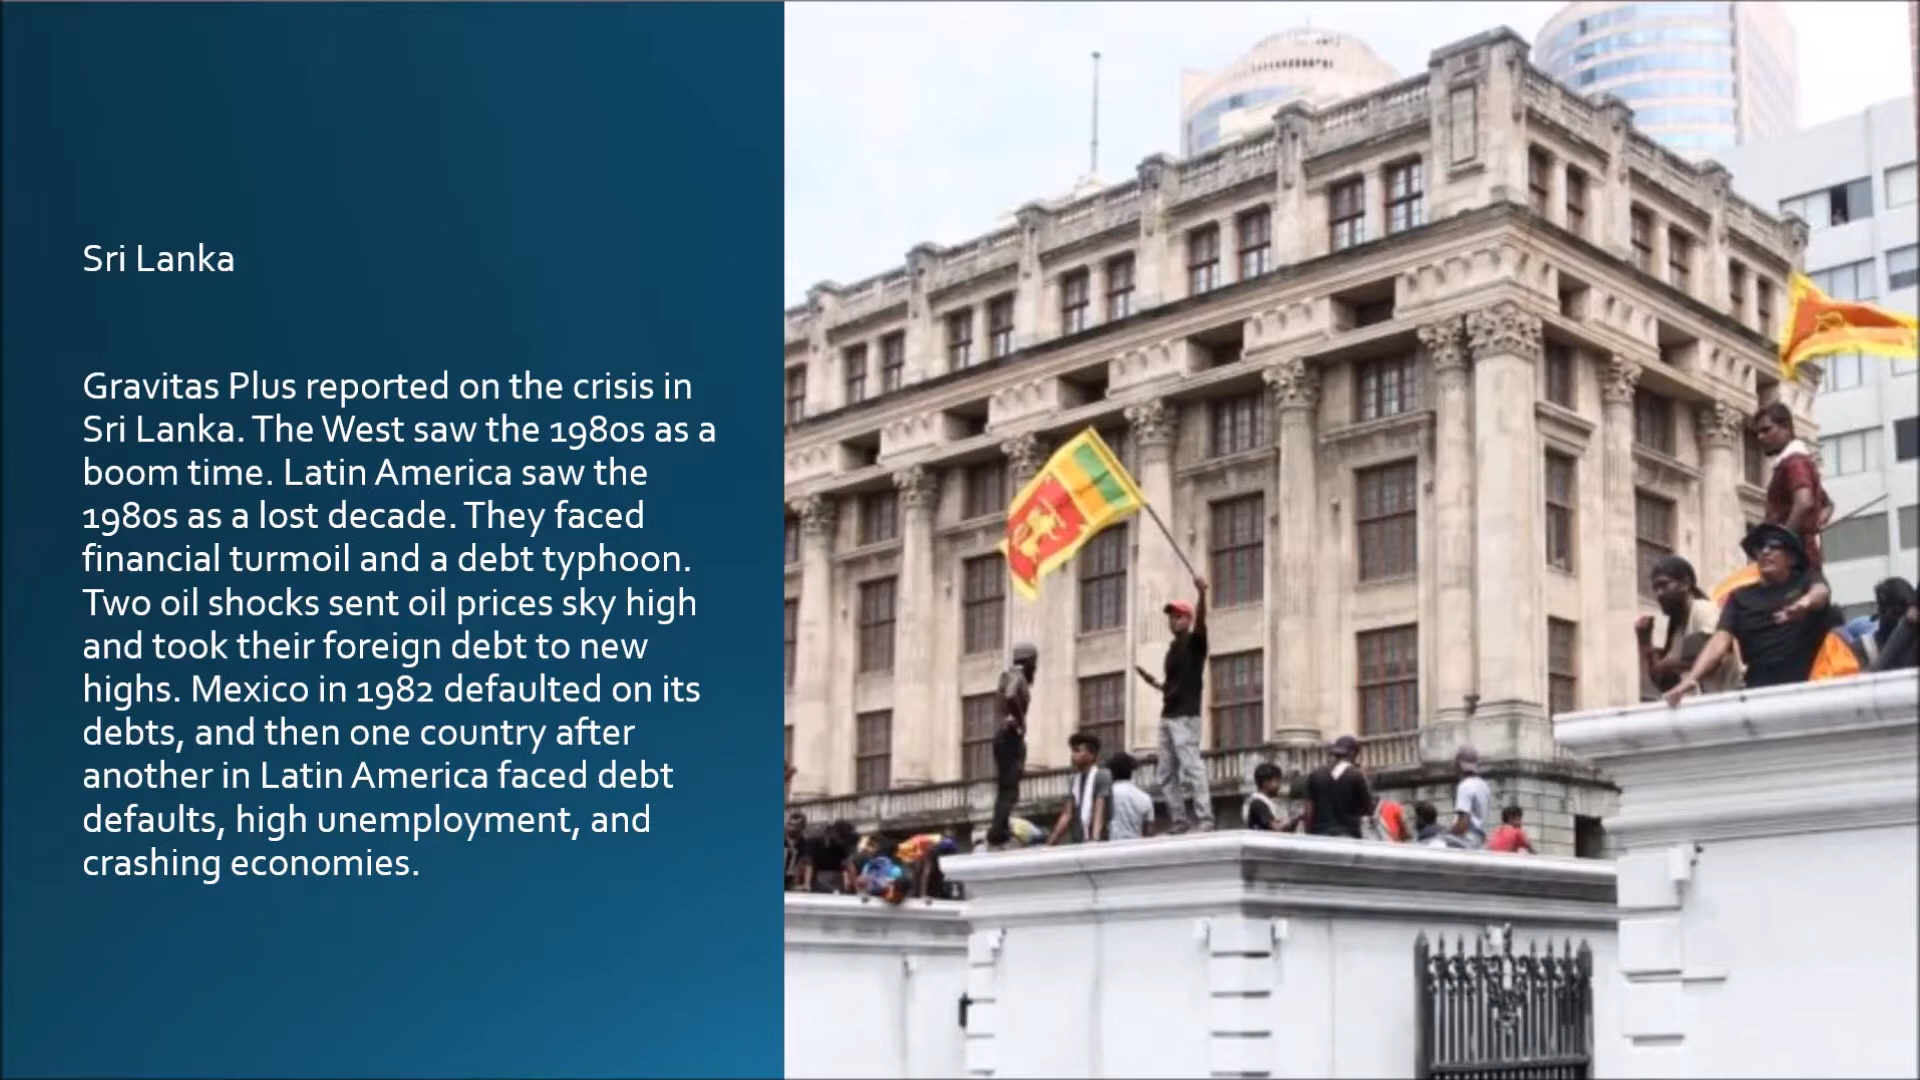 Sri Lanka
Gravitas Plus reported on the crisis in
Sri Lanka. The West saw the 1980s as a
boom time. Latin America saw the
1980s as a lost decade. They faced
financial turmoil and a debt typhoon.
Two oil shocks sent oil prices sky high
and took their foreign debt to new
highs. Mexico in 1982 defaulted on its
debts, and then one country after
another in Latin America faced debt
defaults, high unemployment, and
crashing economies.